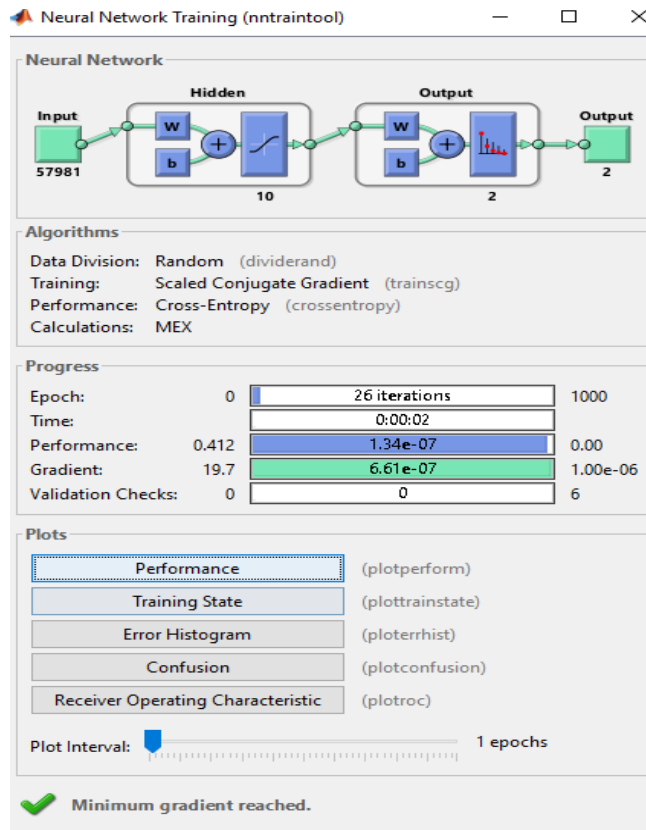 Neural Network Training (nntraintool)
Neural Network
Hidden
Output
Input
Output
W
b
W
b
57981
10
2
2
Algorithms
Data Division: Random (dividerand)
Training: Scaled Conjugate Gradient (trainscg)
Performance: Cross-Entropy (crossentropy)
Calculations: MEX
Progress
Epoch: 0 26 iterations 1000
Time: 0:00:02
Performance: 0.412 1.34e-07 0.00
Gradient: 19.7 6.61e-07 1.00e-06
Validation Checks: 0 0 6
Plots
Performance (plotperform)
Training State (plottrainstate)
Error Histogram (ploterrhist)
Confusion (plotconfusion)
Receiver Operating Characteristic (plotroc)
Plot Interval: 1 epochs
Minimum gradient reached.